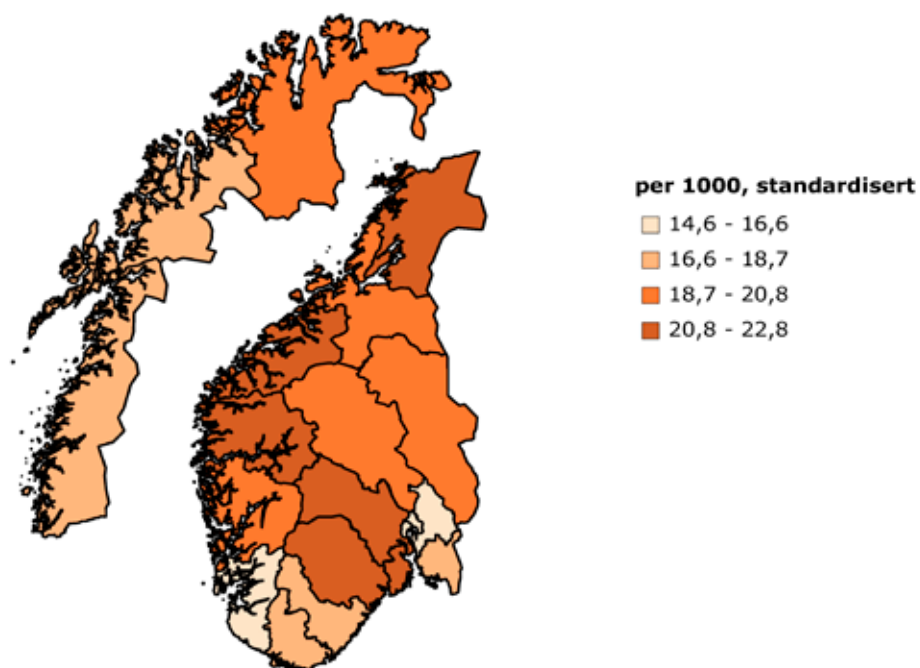 per 1000, standardisert
14,6 - 16,6
16,6 - 18,7
18,7 - 20,8
20,8 - 22,8